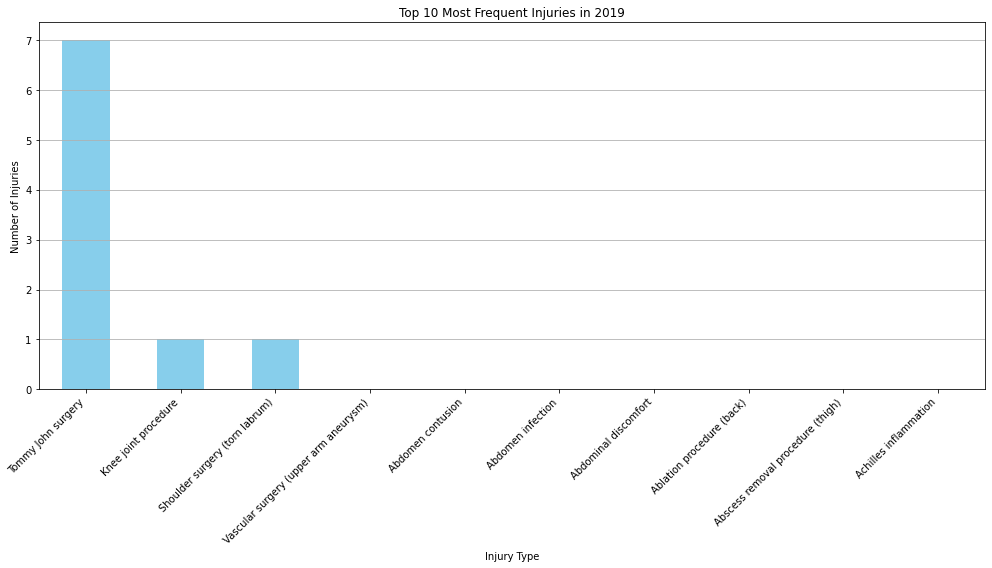 Top 10 Most Frequent Injuries in 2019
Number of Injuries
7
6
5
4
3
2
1
0
Tommy John surgery
Knee joint procedure
Shoulder surgery (torn labrum)
Vascular surgery (upper arm aneurysm)
Abdomen contusion
Abdomen infection
Abdominal discomfort
Ablation procedure (back)
Abscess removal procedure (thigh)
Achilles inflammation
Injury Type